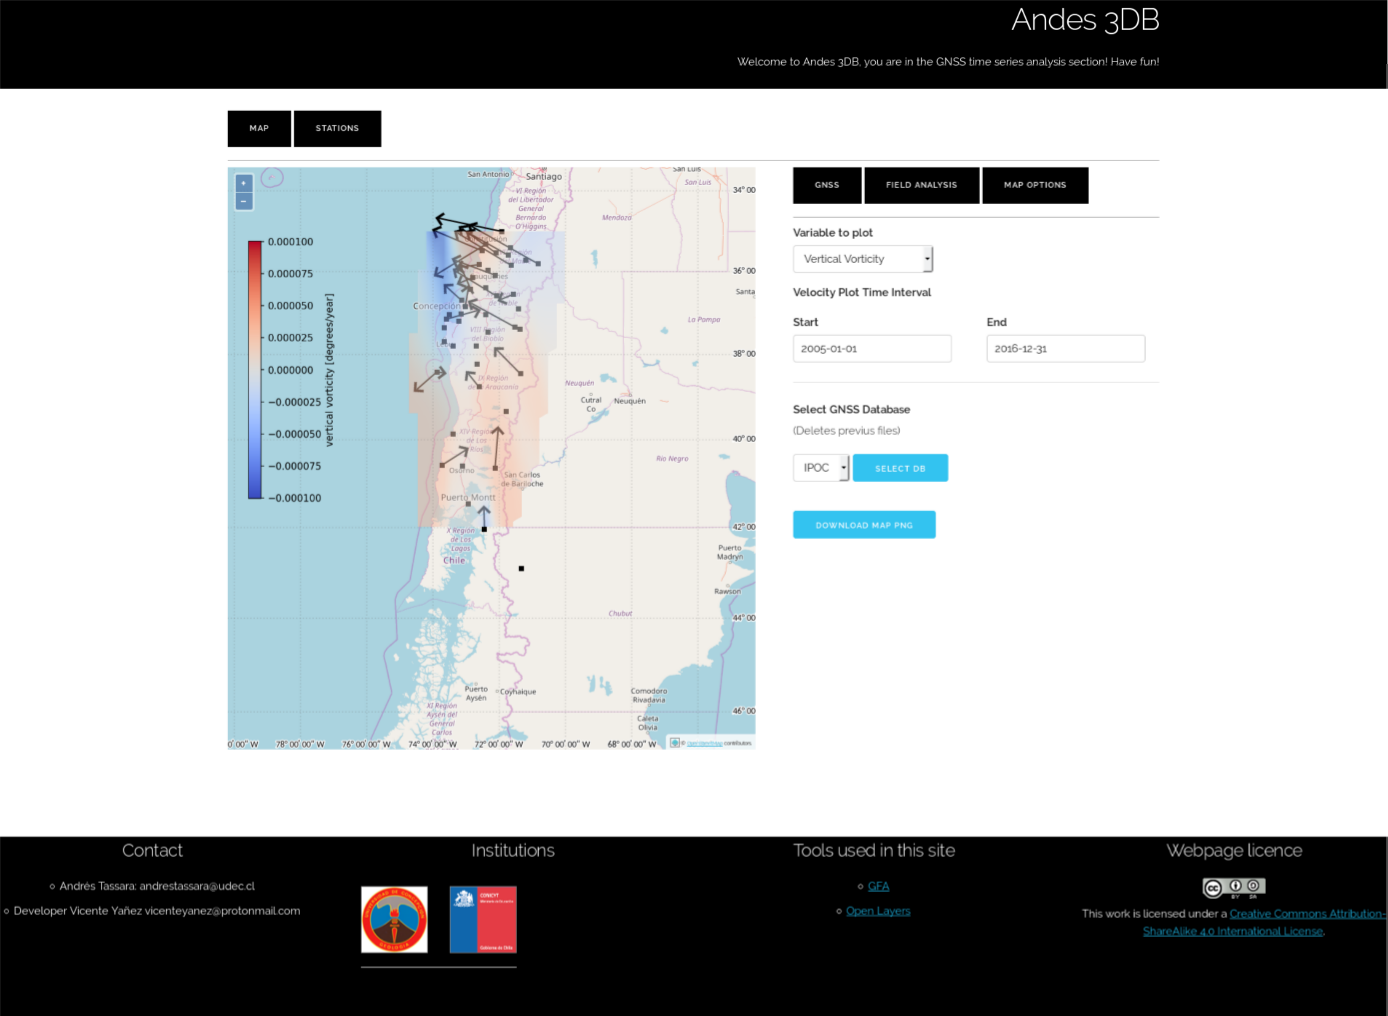 Andes 3DB
Welcome to Andes 3DB, you are in the GNSS time series analysis section! Have fun!
MAP
STATIONS
+
−
0.000100
0.000075
0.000050
0.000025
0.000000
−0.000025
−0.000050
−0.000075
−0.000100
vertical vorticity [degrees/year]
San Antonio
Santiago
San Luis
San Luis
VI Región
del Libertador
General
Bernardo
O'Higgins
Mendoza
Concepción
VIII Región
del Biobío
La Pampa
Santa
IX Región
de La Araucanía
Neuquén
Cutral
Co
Neuquén
XIV Región
de Los
Ríos
Osorno
Río Negro
San Carlos
de Bariloche
Puerto Montt
X Región
de Los
Lagos
Chile
Puerto
Madryn
Rawson
Chubut
Puerto
Aysén
Coyhaique
Comodoro
Rivadavia
Caleta
Olivia
XI Región
Aysén del
General
Carlos
34° 00
36° 00
38° 00
40° 00
42° 00
44° 00
46° 00
0′ 00″ W
78° 00′ 00″ W
76° 00′ 00″ W
74° 00′ 00″ W
72° 00′ 00″ W
70° 00′ 00″ W
68° 00′ 00″ W
© OpenStreetMap contributors.
GNSS
FIELD ANALYSIS
MAP OPTIONS
Variable to plot
Vertical Vorticity
Velocity Plot Time Interval
Start
End
2005-01-01
2016-12-31
Select GNSS Database
(Deletes previus files)
IPOC
SELECT DB
DOWNLOAD MAP PNG
Contact
Andrés Tassara: andrestassara@udec.cl
Developer Vicente Yañez vicenteyanez@protonmail.com
Institutions
CONICYT
Gobierno de Chile
Tools used in this site
GFA
Open Layers
Webpage licence
cc
This work is licensed under a Creative Commons Attribution-
ShareAlike 4.0 International License.